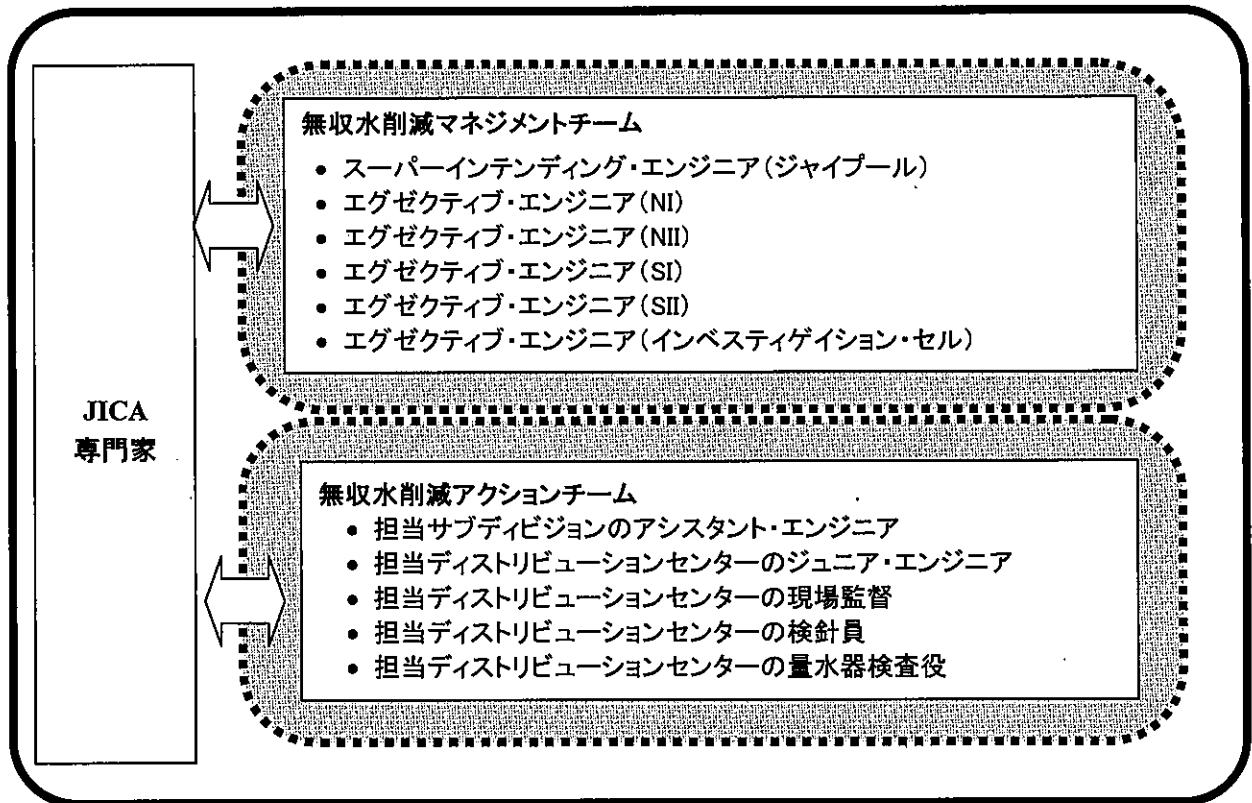 JICA
専門家
無収水削減マネジメントチーム
• スーパーインテンディング・エンジニア(ジャイプール)
• エグゼクティブ・エンジニア(NI)
• エグゼクティブ・エンジニア(NII)
• エグゼクティブ・エンジニア(SI)
• エグゼクティブ・エンジニア(SII)
• エグゼクティブ・エンジニア(インベスティゲイション・セル)
無収水削減アクションチーム
• 担当サブディビジョンのアシスタント・エンジニア
• 担当ディストリビューションセンターのジュニア・エンジニア
• 担当ディストリビューションセンターの現場監督
• 担当ディストリビューションセンターの検針員
• 担当ディストリビューションセンターの量水器検査役